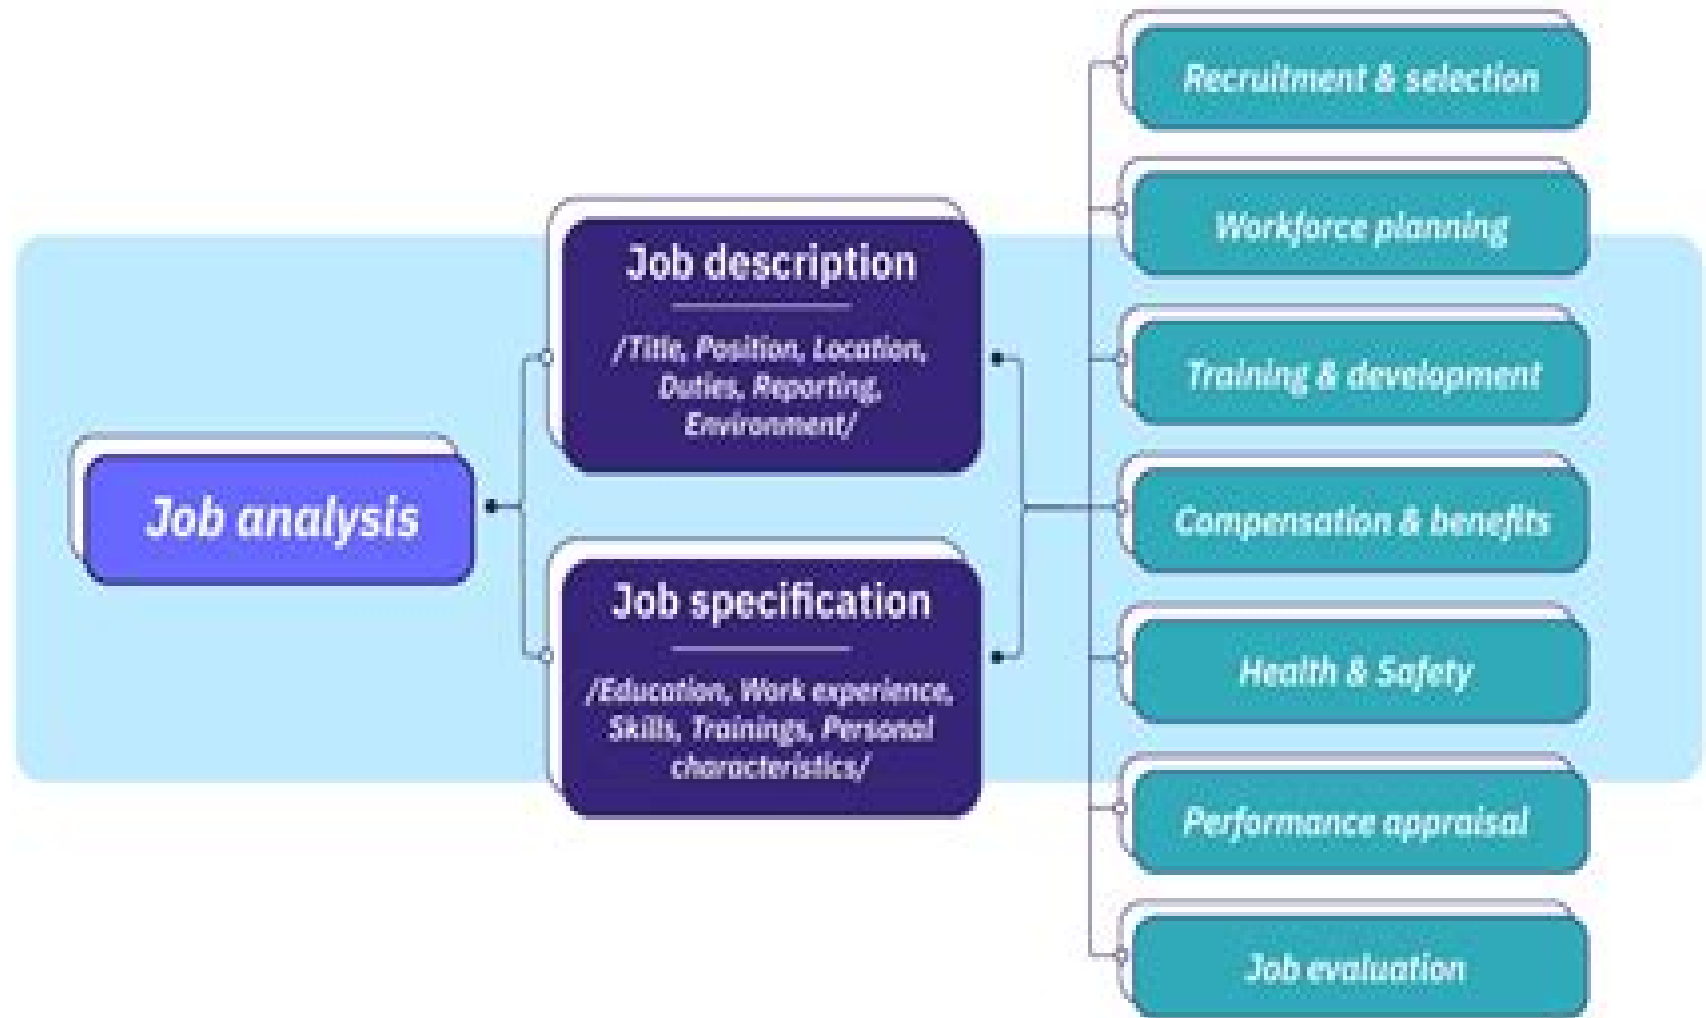 Job analysis
Job description
/Title, Position, Location,
Duties, Reporting,
Environment/
Job specification
/Education, Work experience,
Skills, Trainings, Personal
characteristics/
Recruitment & selection
Workforce planning
Training & development
Compensation & benefits
Health & Safety
Performance appraisal
Job evaluation